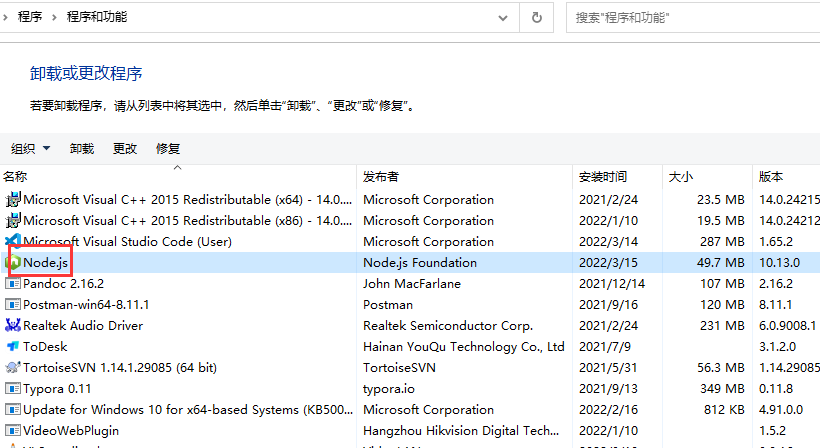 程序 程序和功能 搜索"程序和功能"
卸载或更改程序
若要卸载程序，请从列表中将其选中，然后单击“卸载”、“更改”或“修复”。
组织 卸载 更改 修复
名称 发布者 安装时间 大小 版本
Microsoft Visual C++ 2015 Redistributable (x64) - 14.0.... Microsoft Corporation 2021/2/24 23.5 MB 14.0.24215
Microsoft Visual C++ 2015 Redistributable (x86) - 14.0.... Microsoft Corporation 2022/1/10 19.5 MB 14.0.24212
Microsoft Visual Studio Code (User) Microsoft Corporation 2022/3/14 287 MB 1.65.2
Node.js Node.js Foundation 2022/3/15 49.7 MB 10.13.0
Pandoc 2.16.2 John MacFarlane 2021/12/14 107 MB 2.16.2
Postman-win64-8.11.1 Postman 2021/9/16 120 MB 8.11.1
Realtek Audio Driver Realtek Semiconductor Corp. 2021/2/24 231 MB 6.0.9008.1
ToDesk Hainan YouQu Technology Co., Ltd 2021/7/9 3.1.2.0
TortoiseSVN 1.14.1.29085 (64 bit) TortoiseSVN 2021/5/31 56.3 MB 1.14.29085
Typora 0.11 typora.io 2021/9/13 349 MB 0.11.8
Update for Windows 10 for x64-based Systems (KB500... Microsoft Corporation 2022/2/16 812 KB 4.91.0.0
VideoWebPlugin Hangzhou Hikvision Digital Tec... 2022/1/10 1.5.2